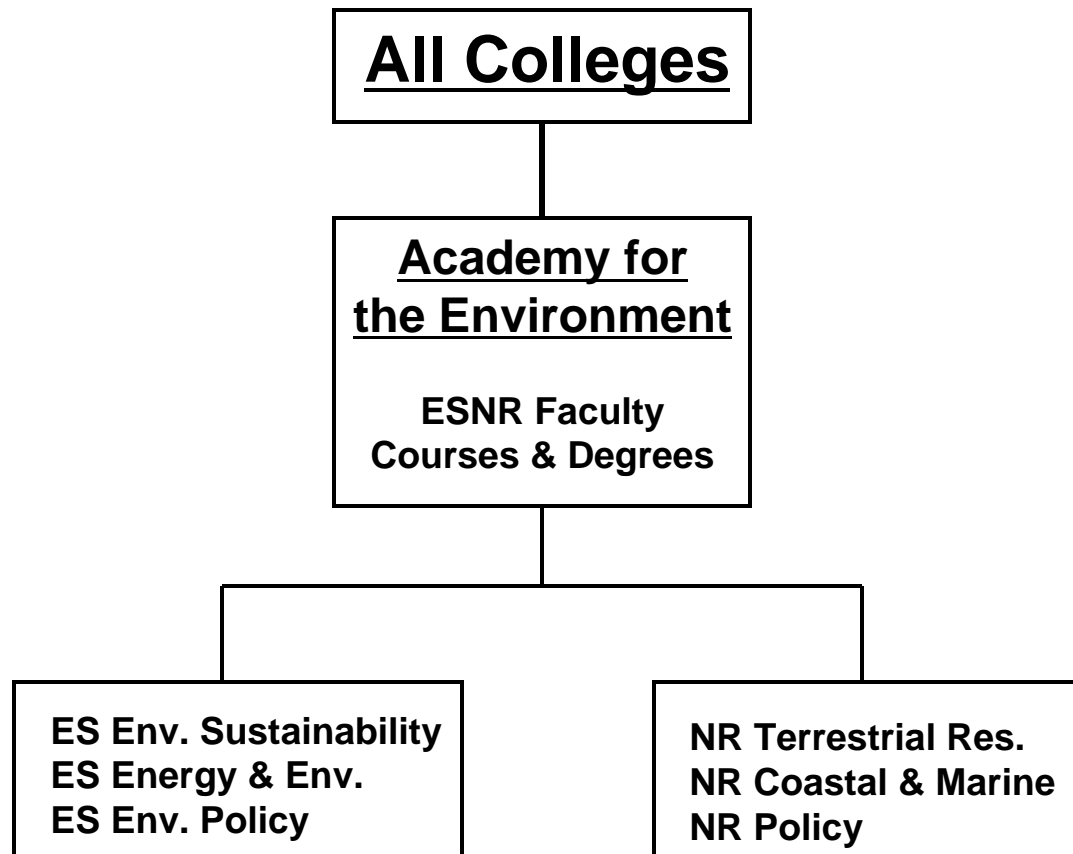 All Colleges
Academy for
the Environment
ESNR Faculty
Courses & Degrees
ES Env. Sustainability
ES Energy & Env.
ES Env. Policy
NR Terrestrial Res.
NR Coastal & Marine
NR Policy